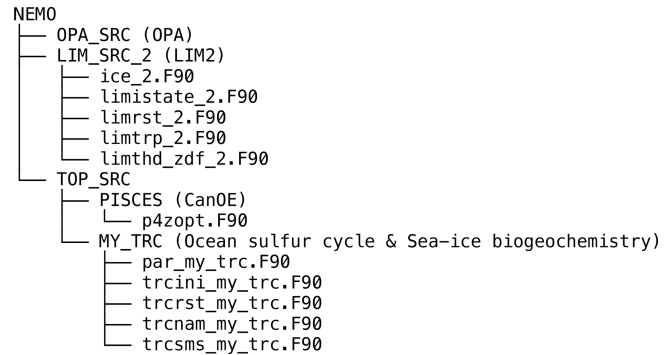 NEMO
OPA_SRC (OPA)
LIM_SRC_2 (LIM2)
ice_2.F90
limistate_2.F90
limrst_2.F90
limtrp_2.F90
limthd_zdf_2.F90
TOP_SRC
PISCES (CanOE)
p4zopt.F90
MY_TRC (Ocean sulfur cycle & Sea-ice biogeochemistry)
par_my_trc.F90
trcini_my_trc.F90
trcrst_my_trc.F90
trcnam_my_trc.F90
trcsms_my_trc.F90